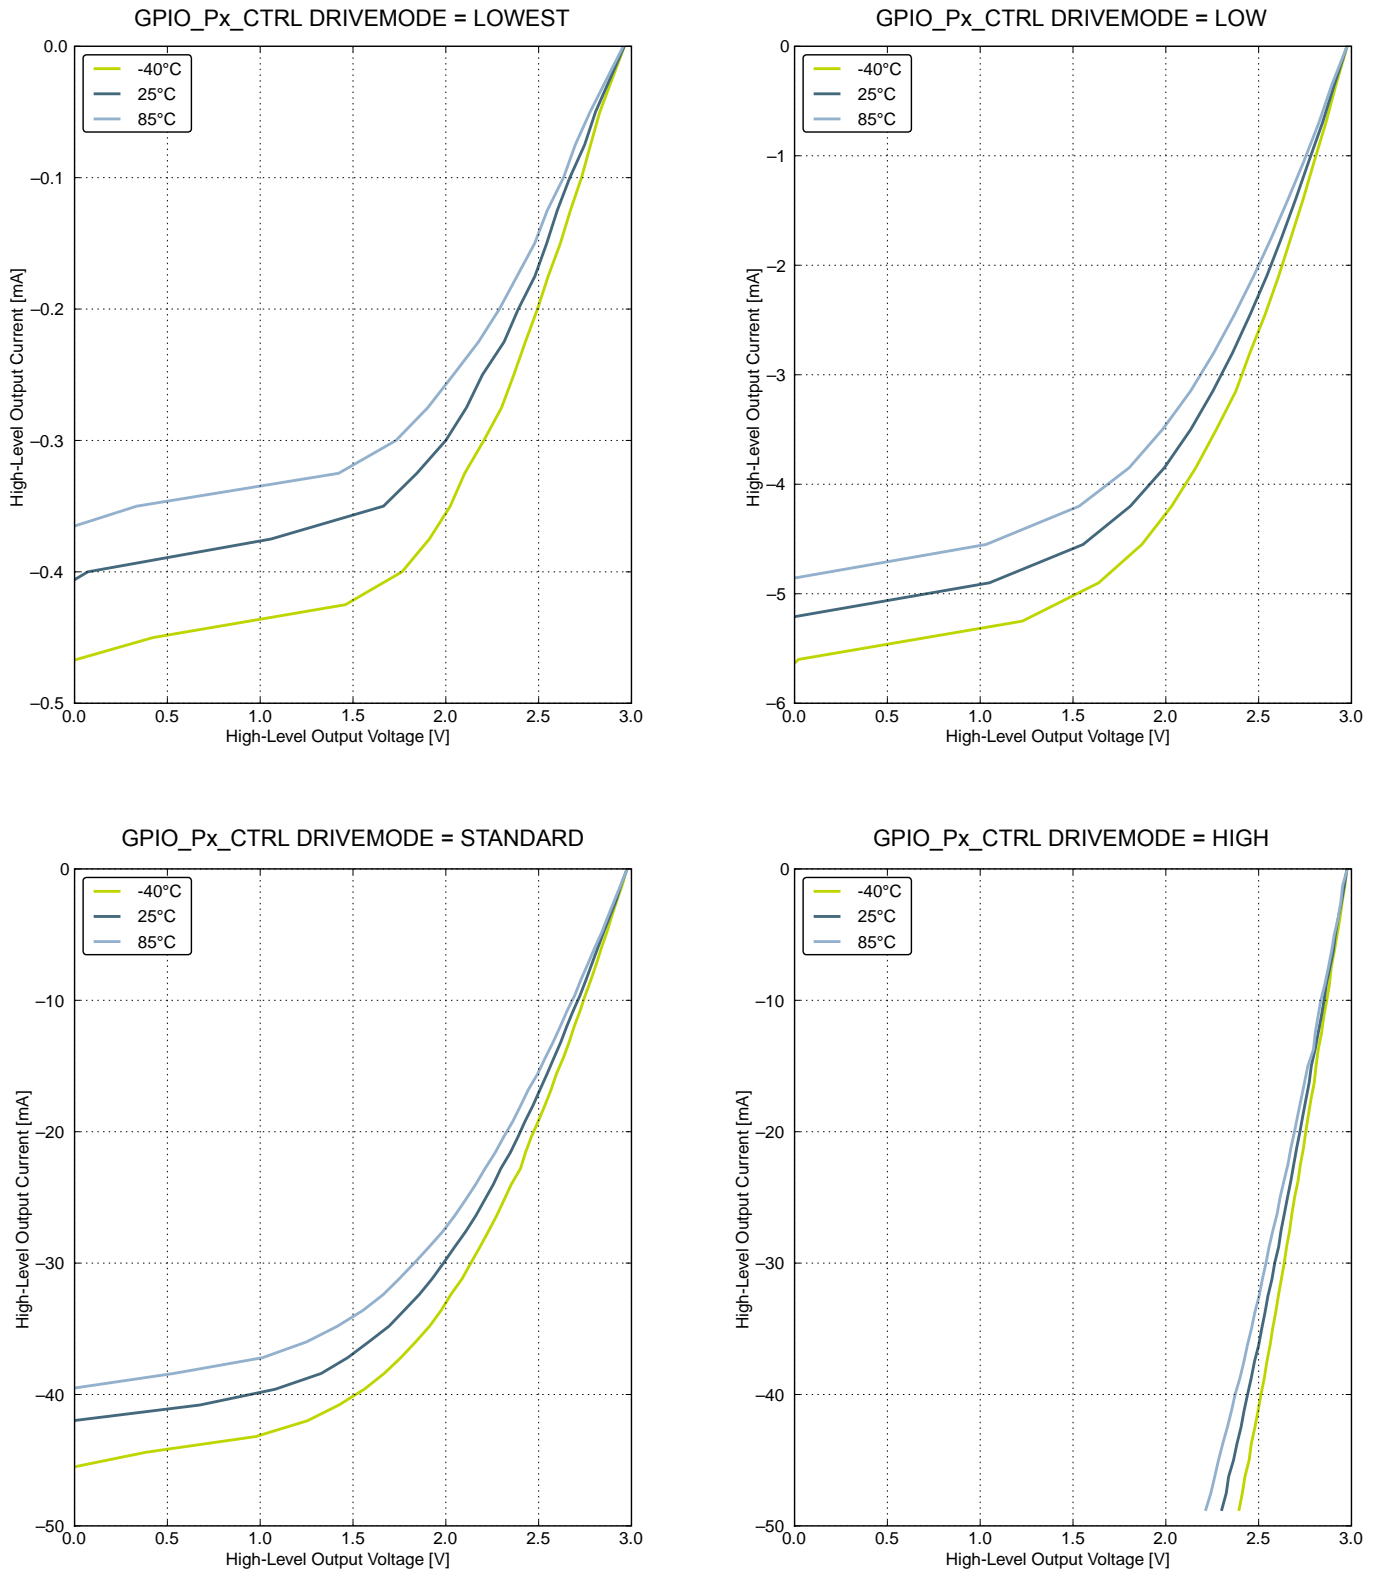 GPIO_Px_CTRL DRIVEMODE = LOWEST
0.0
–0.1
–0.2
–0.3
–0.4
–0.5
High-Level Output Current [mA]
-40°C
25°C
85°C
0.0 0.5 1.0 1.5 2.0 2.5 3.0
High-Level Output Voltage [V]
GPIO_Px_CTRL DRIVEMODE = LOW
0
–1
–2
–3
–4
–5
–6
High-Level Output Current [mA]
-40°C
25°C
85°C
0.0 0.5 1.0 1.5 2.0 2.5 3.0
High-Level Output Voltage [V]
GPIO_Px_CTRL DRIVEMODE = STANDARD
0
–10
–20
–30
–40
–50
High-Level Output Current [mA]
-40°C
25°C
85°C
0.0 0.5 1.0 1.5 2.0 2.5 3.0
High-Level Output Voltage [V]
GPIO_Px_CTRL DRIVEMODE = HIGH
0
–10
–20
–30
–40
–50
High-Level Output Current [mA]
-40°C
25°C
85°C
0.0 0.5 1.0 1.5 2.0 2.5 3.0
High-Level Output Voltage [V]